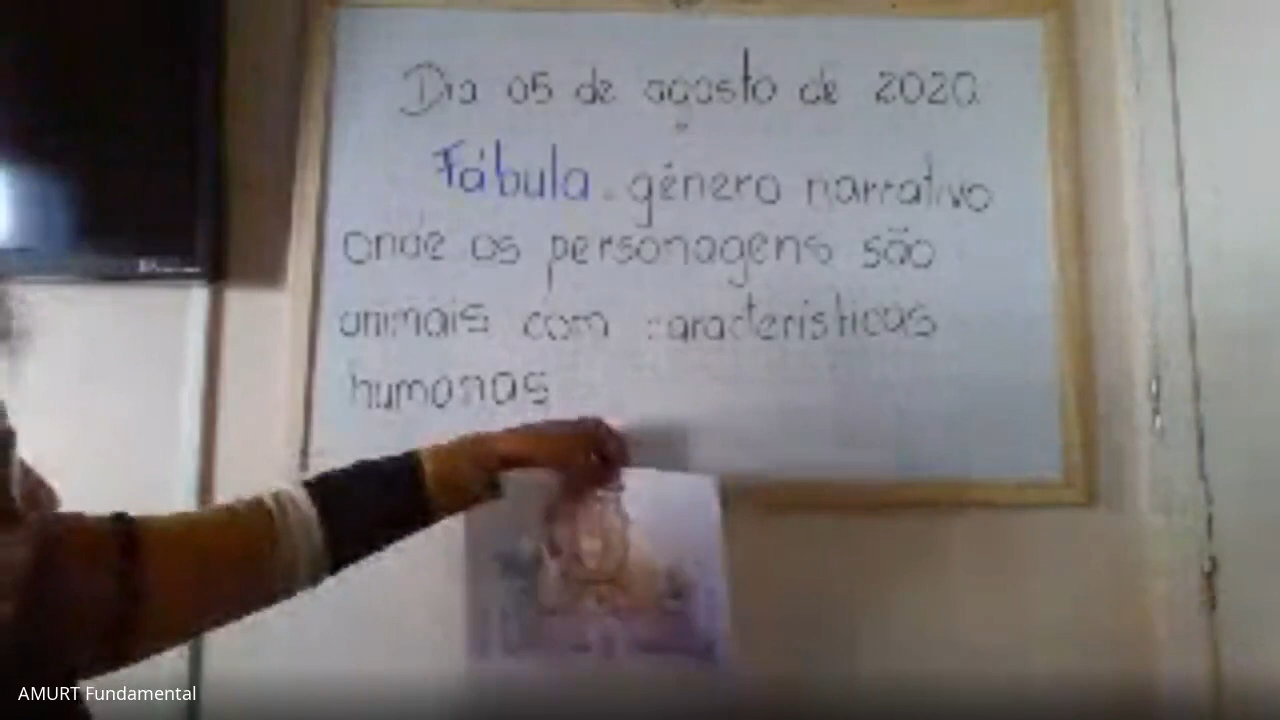 Dia 05 de agosto de 2020
Fábula - gênero narrativo
onde os personagens são
animais com características
humanas
AMURT Fundamental